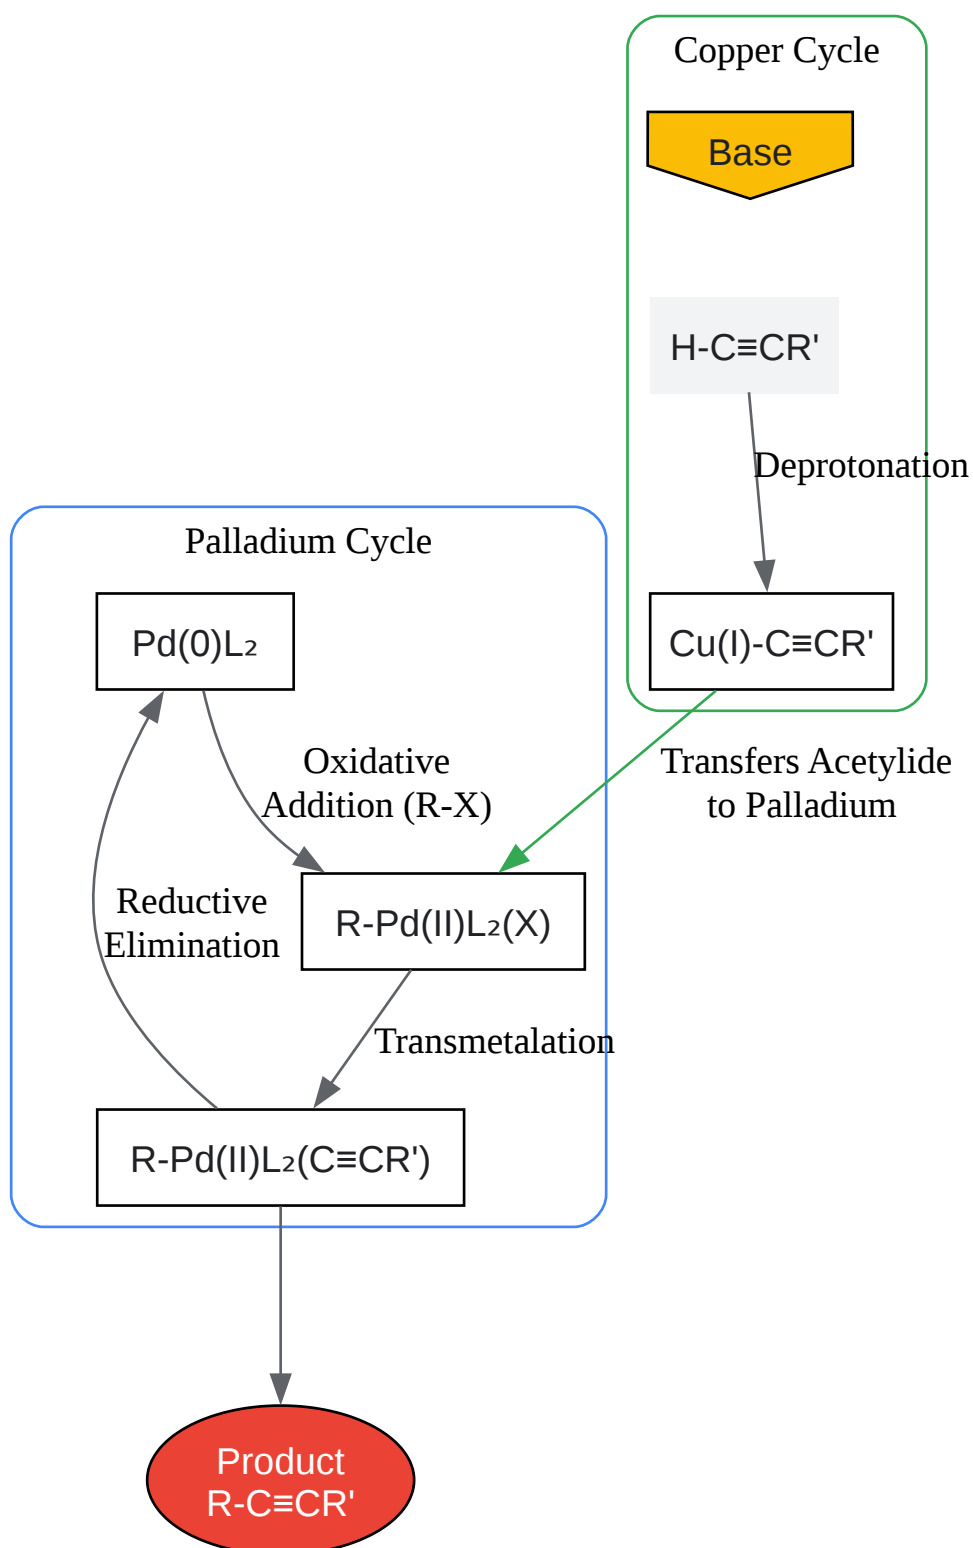 Copper Cycle
Base
H-C≡CR'
Deprotonation
Palladium Cycle
Pd(0)L₂
Cu(I)-C≡CR'
Oxidative
Addition (R-X)
Transfers Acetylide
to Palladium
Reductive
Elimination
R-Pd(II)L₂(X)
Transmetalation
R-Pd(II)L₂(C≡CR')
Product
R-C≡CR'